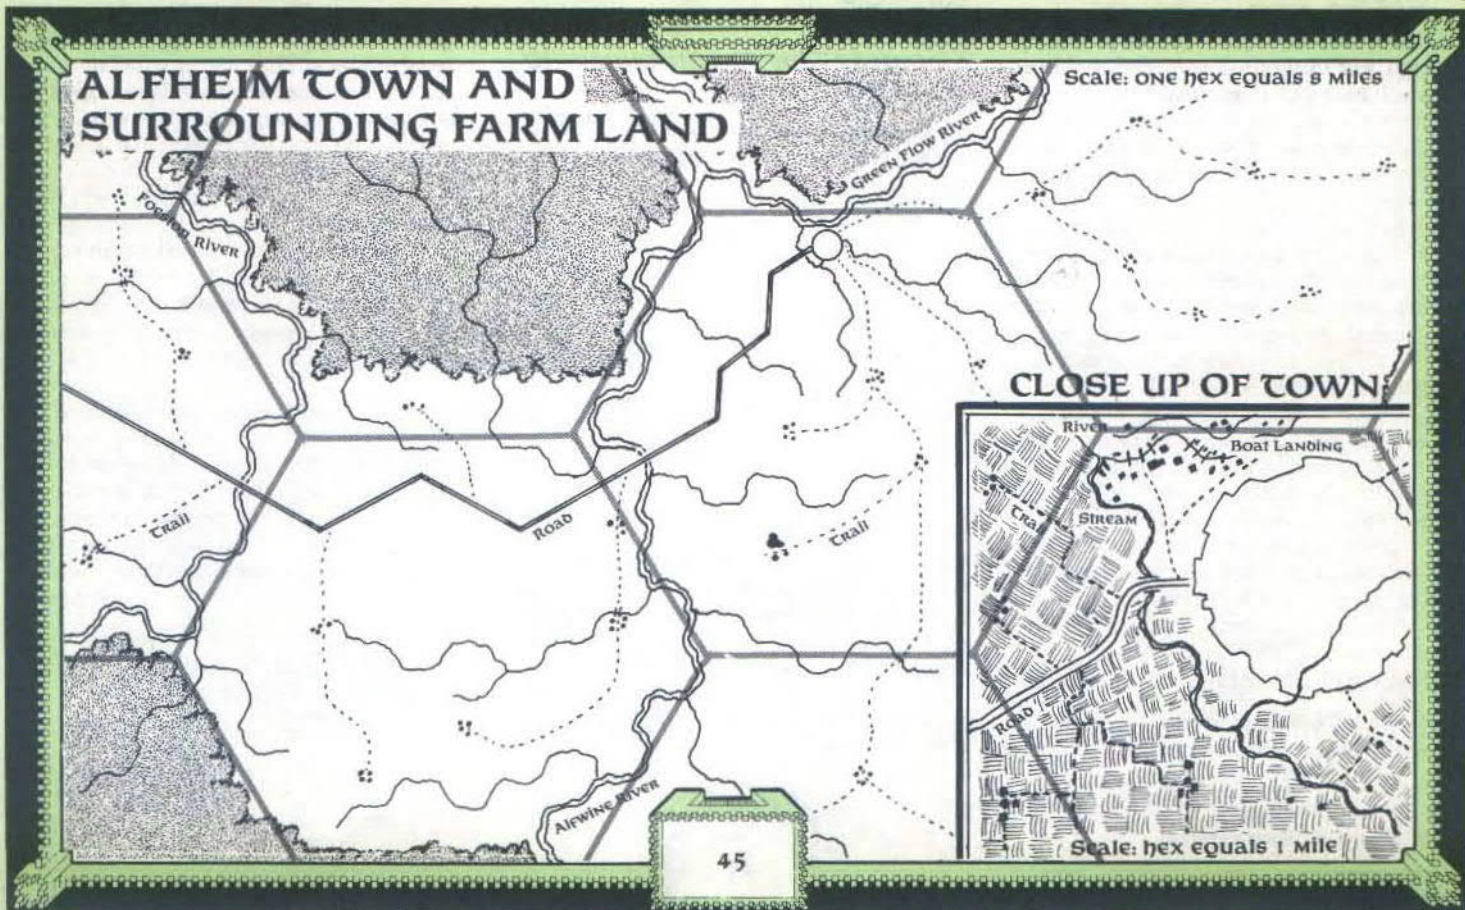 ALFHEIM TOWN AND
SURROUNDING FARM LAND
Scale: ONE hex equals 8 Miles
Green Flow River
River
Trail
Road
Trail
Alfwine River
CLOSE UP OF TOWN
River
Boat Landing
Trail
Stream
Road
Scale: hex equals 1 Mile
45